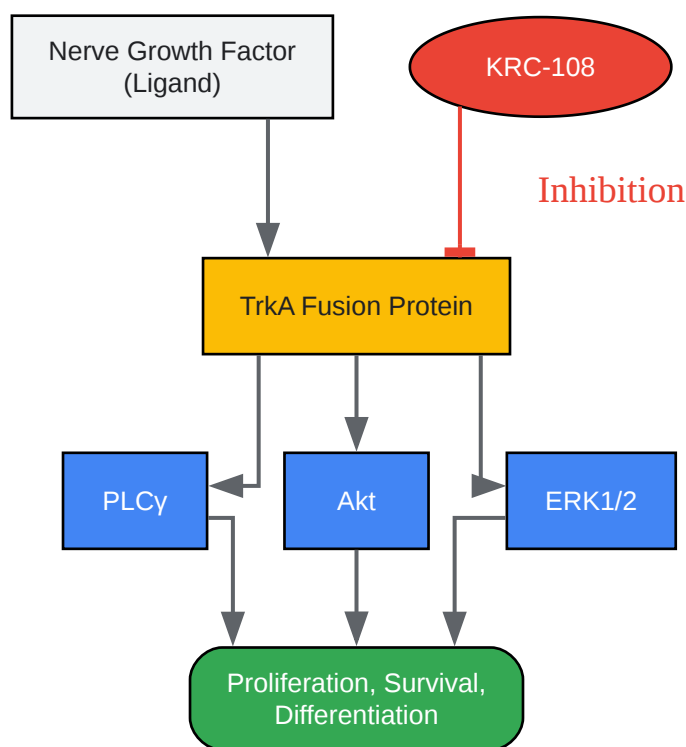 Nerve Growth Factor
(Ligand)
KRC-108
Inhibition
TrkA Fusion Protein
PLCγ
Akt
ERK1/2
Proliferation, Survival,
Differentiation